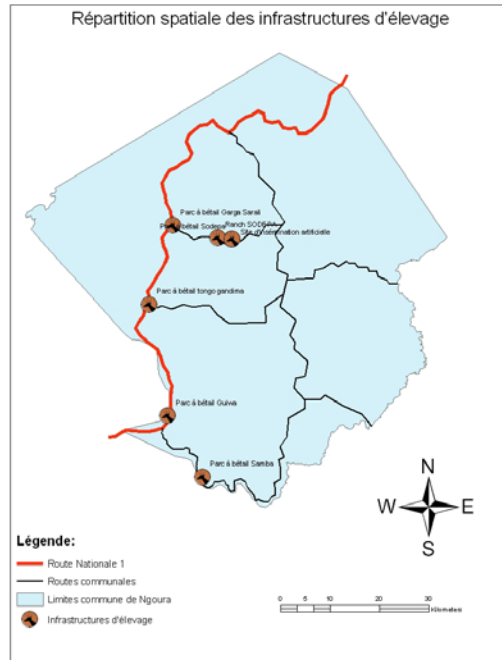 Répartition spatiale des infrastructures d'élevage
Parc à bétail Garga Sarali
bétail Sodepa Ranch SODEPA
Site d'insémination artificielle
Parc à bétail tongo gandima
Parc à bétail Guiwa
Parc à bétail Samba
N
W E
S
Légende:
Route Nationale 1
Routes communales
Limites commune de Ngoura
Infrastructures d'élevage
0 5 10 20 30
Kilometers